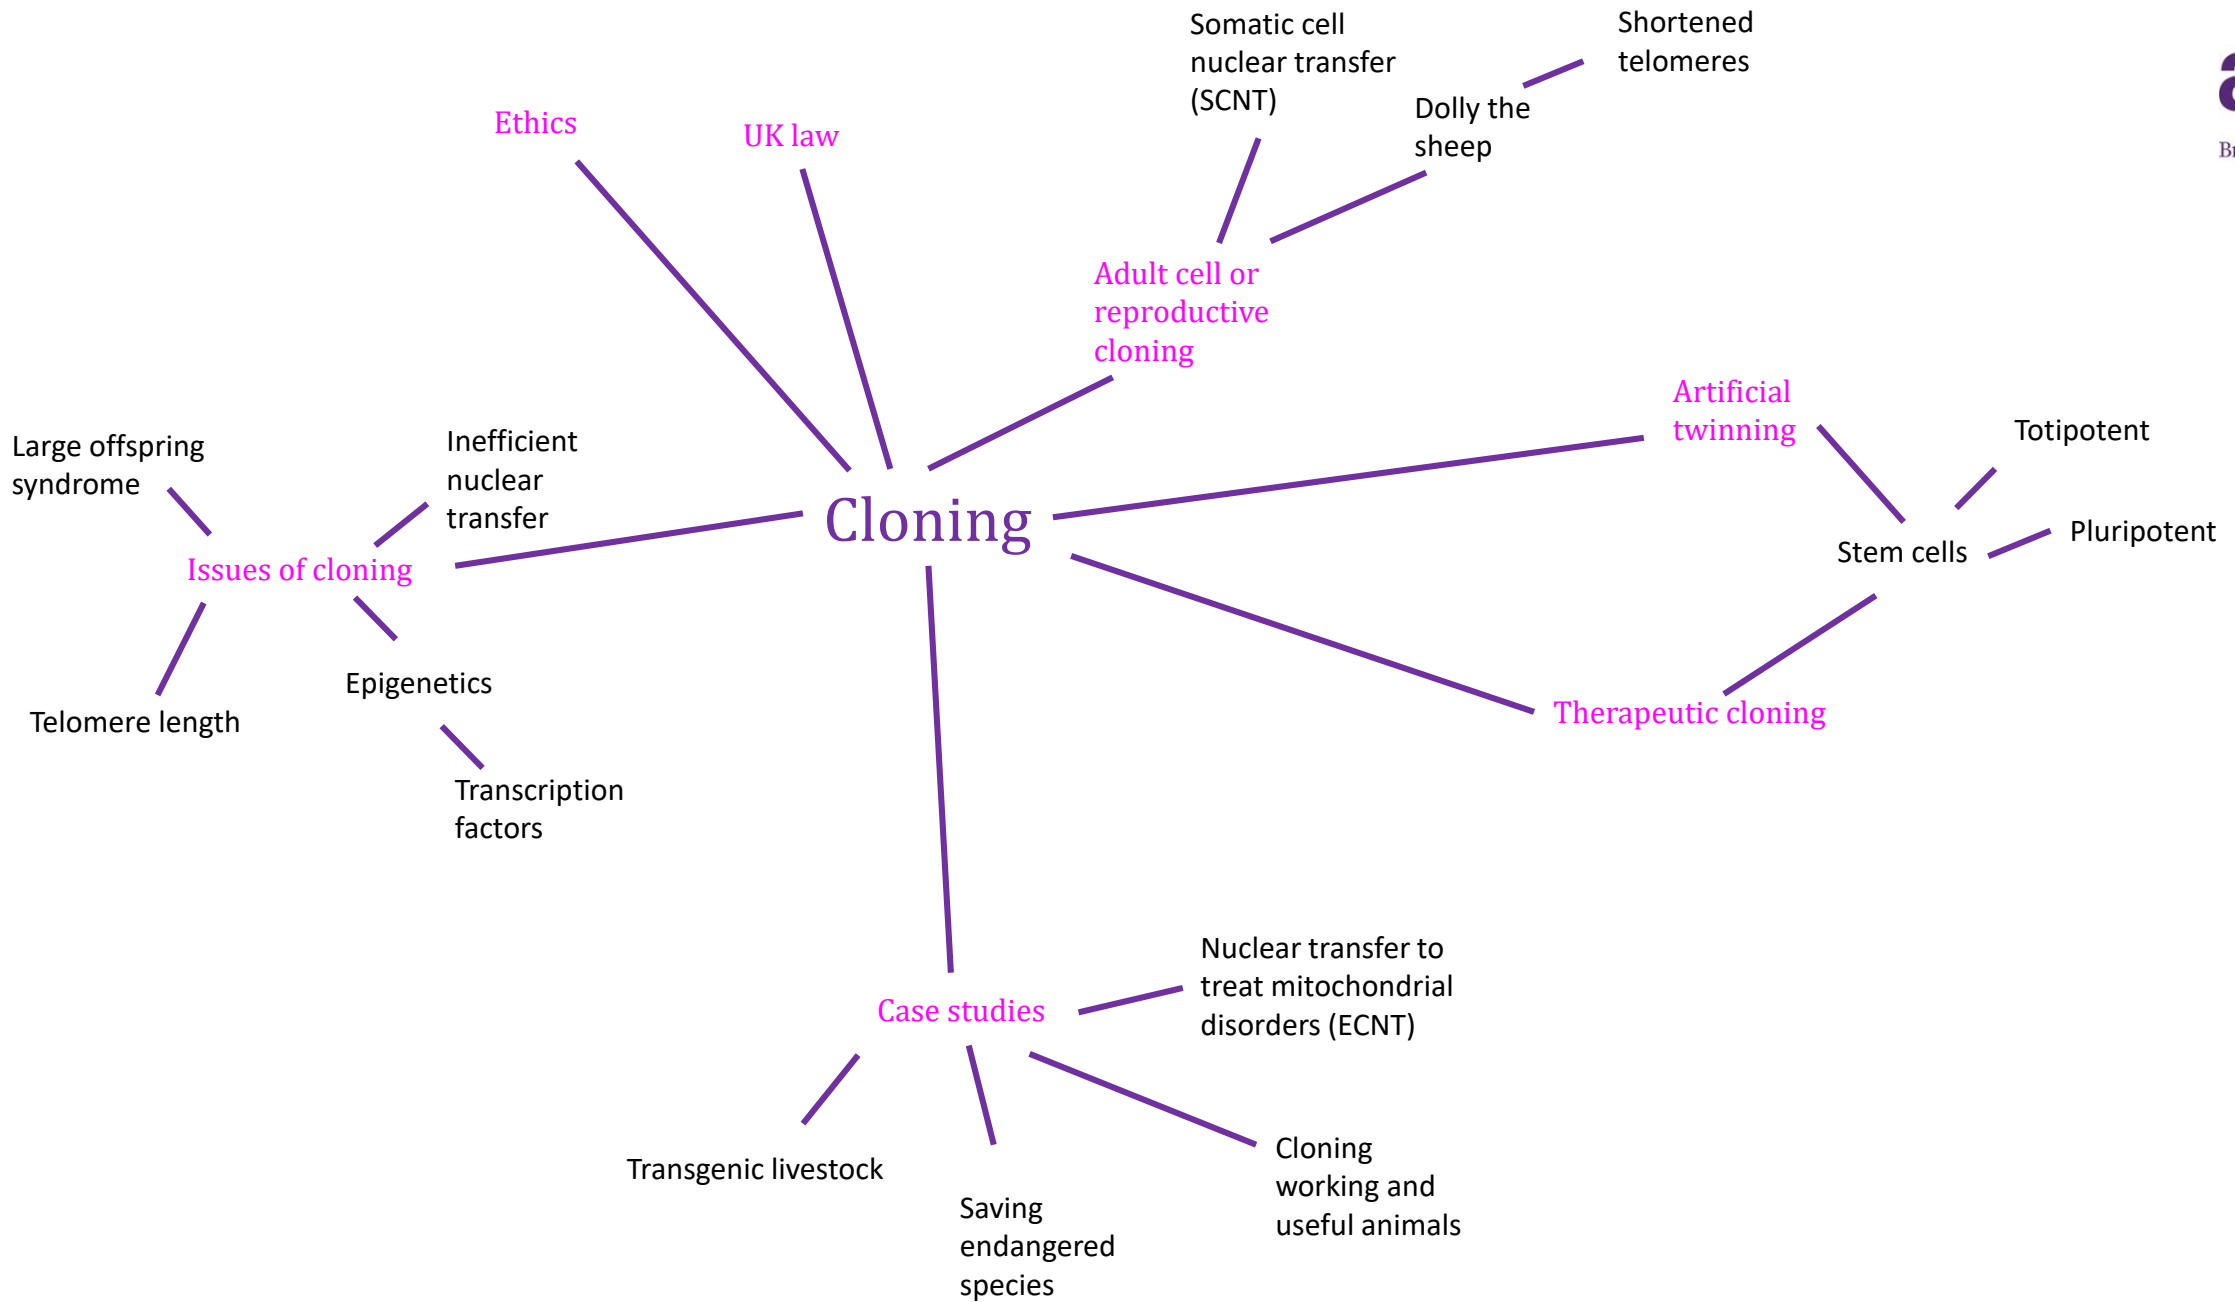 Somatic cell
nuclear transfer
(SCNT)
Shortened
telomeres
Dolly the
sheep
Ethics
UK law
Adult cell or
reproductive
cloning
Artificial
twinning
Totipotent
Pluripotent
Stem cells
Large offspring
syndrome
Inefficient
nuclear
transfer
Cloning
Issues of cloning
Epigenetics
Telomere length
Transcription
factors
Therapeutic cloning
Nuclear transfer to
treat mitochondrial
disorders (ECNT)
Case studies
Transgenic livestock
Saving
endangered
species
Cloning
working and
useful animals